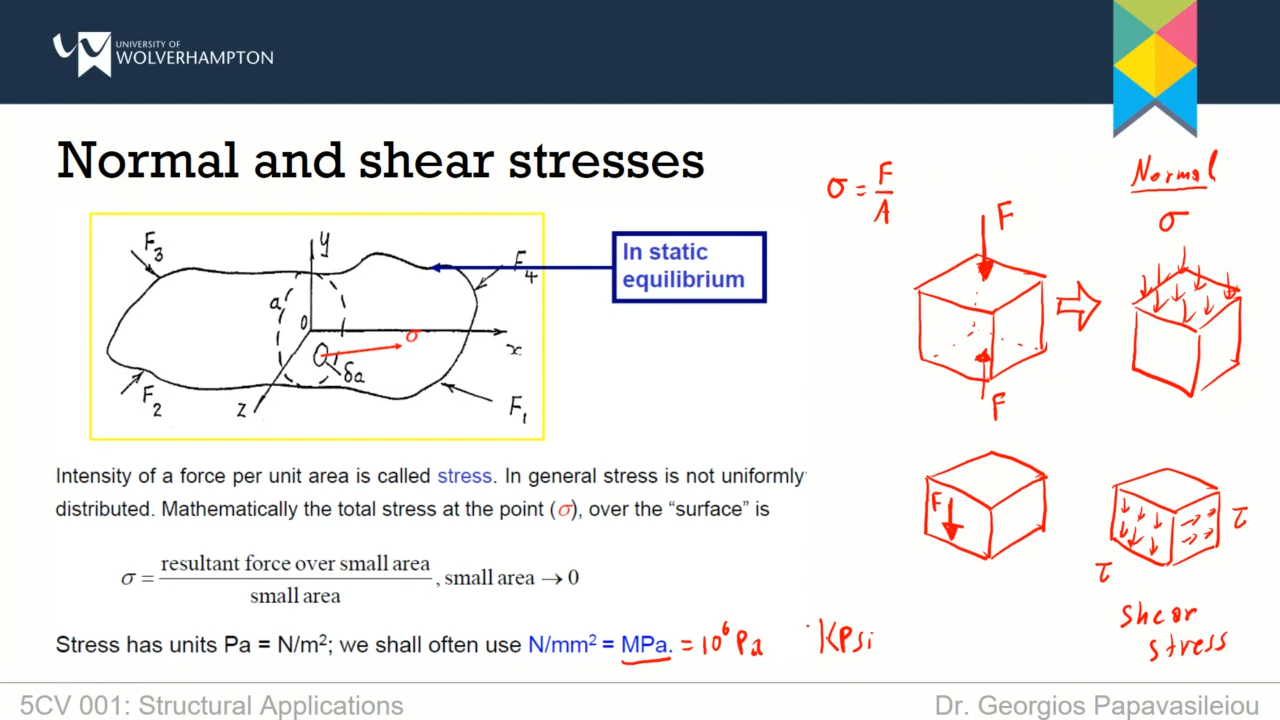 UNIVERSITY OF
WOLVERHAMPTON
Normal and shear stresses
F₃
y
F₄
a
0
σ
x
δa
F₂
z
F₁
In static
equilibrium
σ = F/A
F
F
Normal
σ
F
τ
τ
shear
stress
Intensity of a force per unit area is called stress. In general stress is not uniformly
distributed. Mathematically the total stress at the point (σ), over the “surface” is
σ = resultant force over small area / small area , small area → 0
Stress has units Pa = N/m²; we shall often use N/mm² = MPa. = 10⁶ Pa
KPsi
5CV 001: Structural Applications
Dr. Georgios Papavasileiou